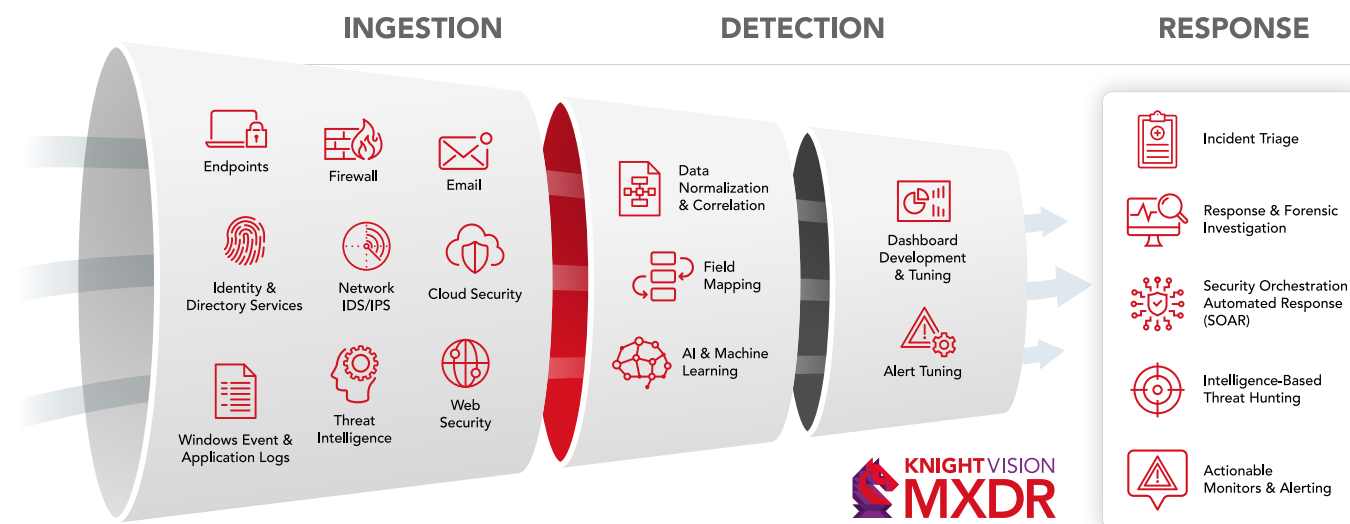 INGESTION
DETECTION
RESPONSE
Endpoints
Firewall
Email
Identity &
Directory Services
Network
IDS/IPS
Cloud Security
Windows Event &
Application Logs
Threat
Intelligence
Web
Security
Data
Normalization
& Correlation
Field
Mapping
AI & Machine
Learning
Dashboard
Development
& Tuning
Alert Tuning
Incident Triage
Response & Forensic
Investigation
Security Orchestration
Automated Response
(SOAR)
Intelligence-Based
Threat Hunting
Actionable
Monitors & Alerting
KNIGHTVISION
MXDR